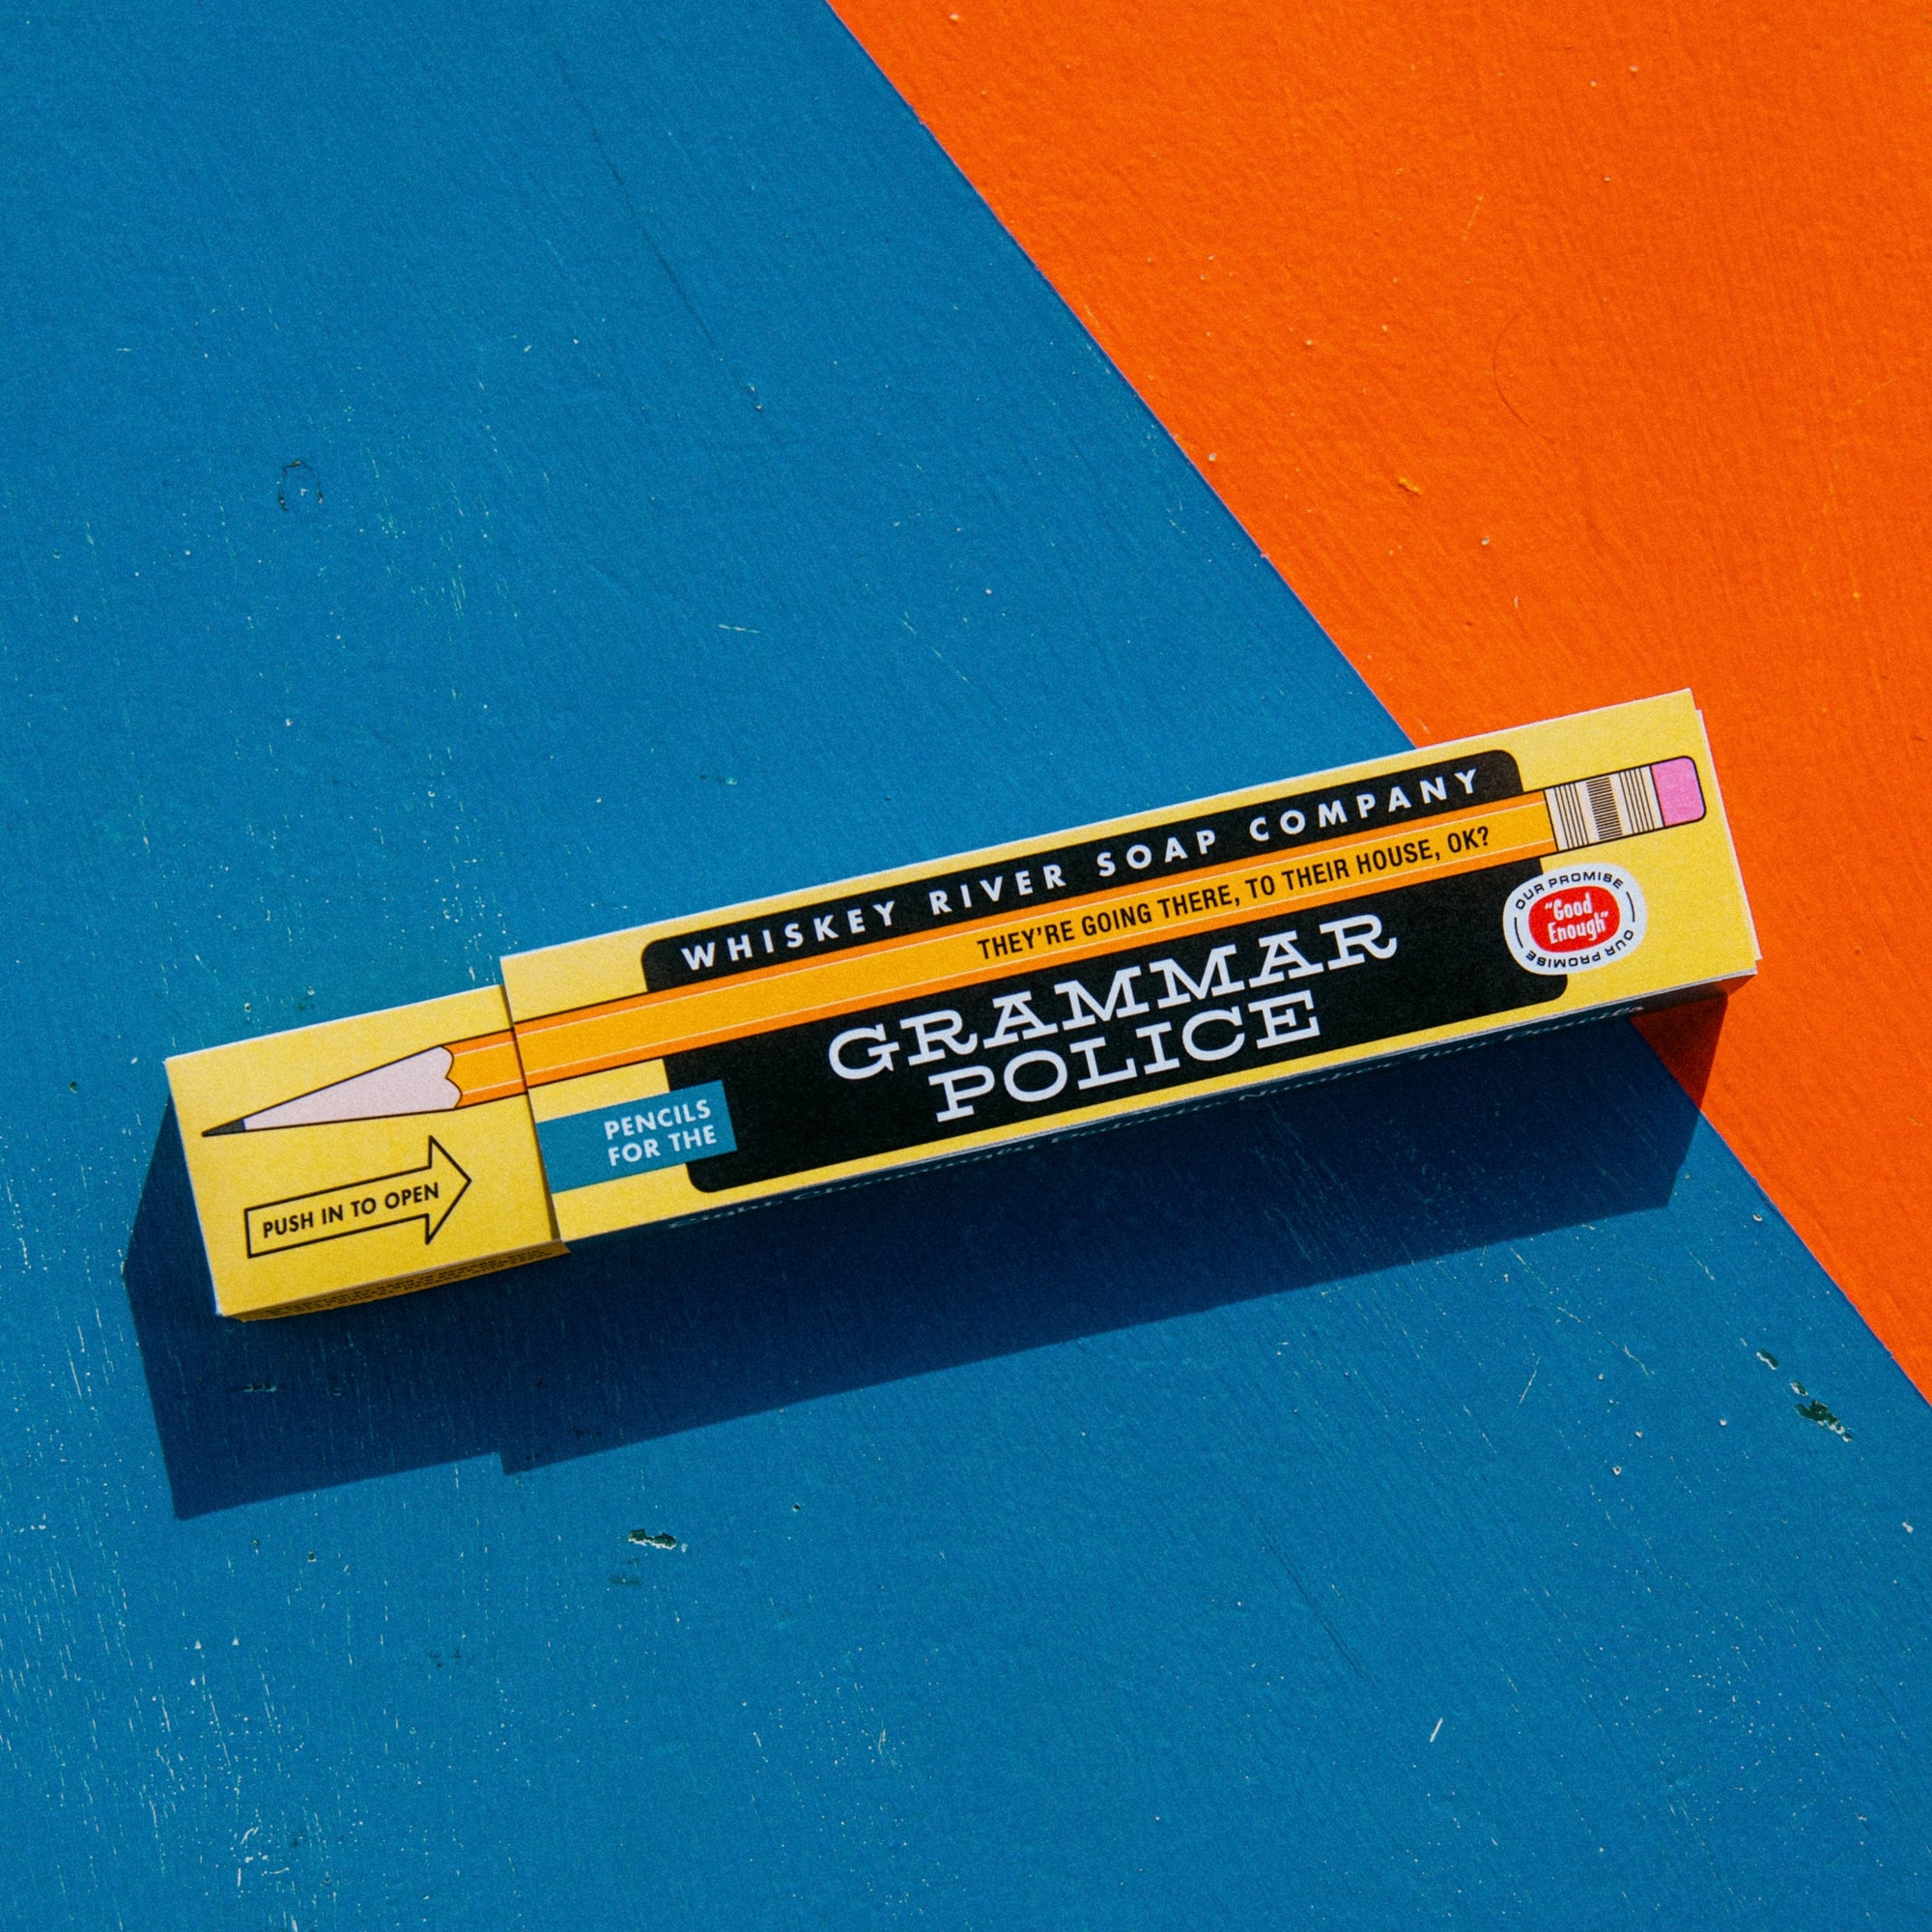 WHISKEY RIVER SOAP COMPANY
THEY'RE GOING THERE, TO THEIR HOUSE, OK?
PENCILS
FOR THE
GRAMMAR
POLICE
OUR PROMISE
"Good
Enough"
OUR PROMISE
PUSH IN TO OPEN